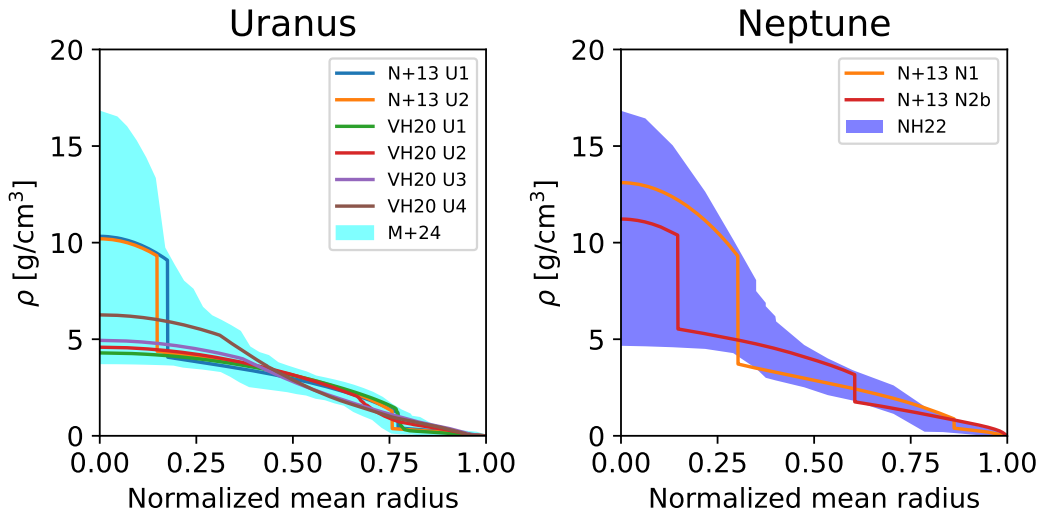 Uranus
ρ [g/cm³]
20
15
10
5
0
N+13 U1
N+13 U2
VH20 U1
VH20 U2
VH20 U3
VH20 U4
M+24
0.00 0.25 0.50 0.75 1.00
Normalized mean radius
Neptune
ρ [g/cm³]
20
15
10
5
0
N+13 N1
N+13 N2b
NH22
0.00 0.25 0.50 0.75 1.00
Normalized mean radius